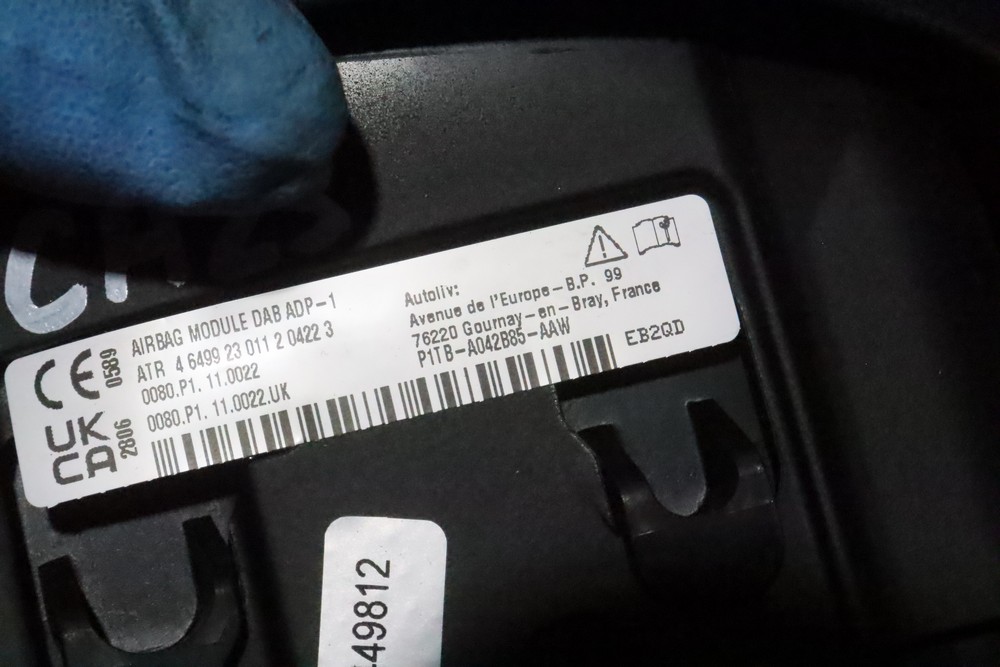 CE 0589
UK
CA 2806
AIRBAG MODULE DAB ADP-1
ATR 4 6499 23 011 2 0422 3
0080.P1. 11.0022
0080.P1. 11.0022.UK
Autoliv:
Avenue de l'Europe - B.P. 99
76220 Gournay - en - Bray, France
P1TB-A042B85-AAW
EB2QD
49812